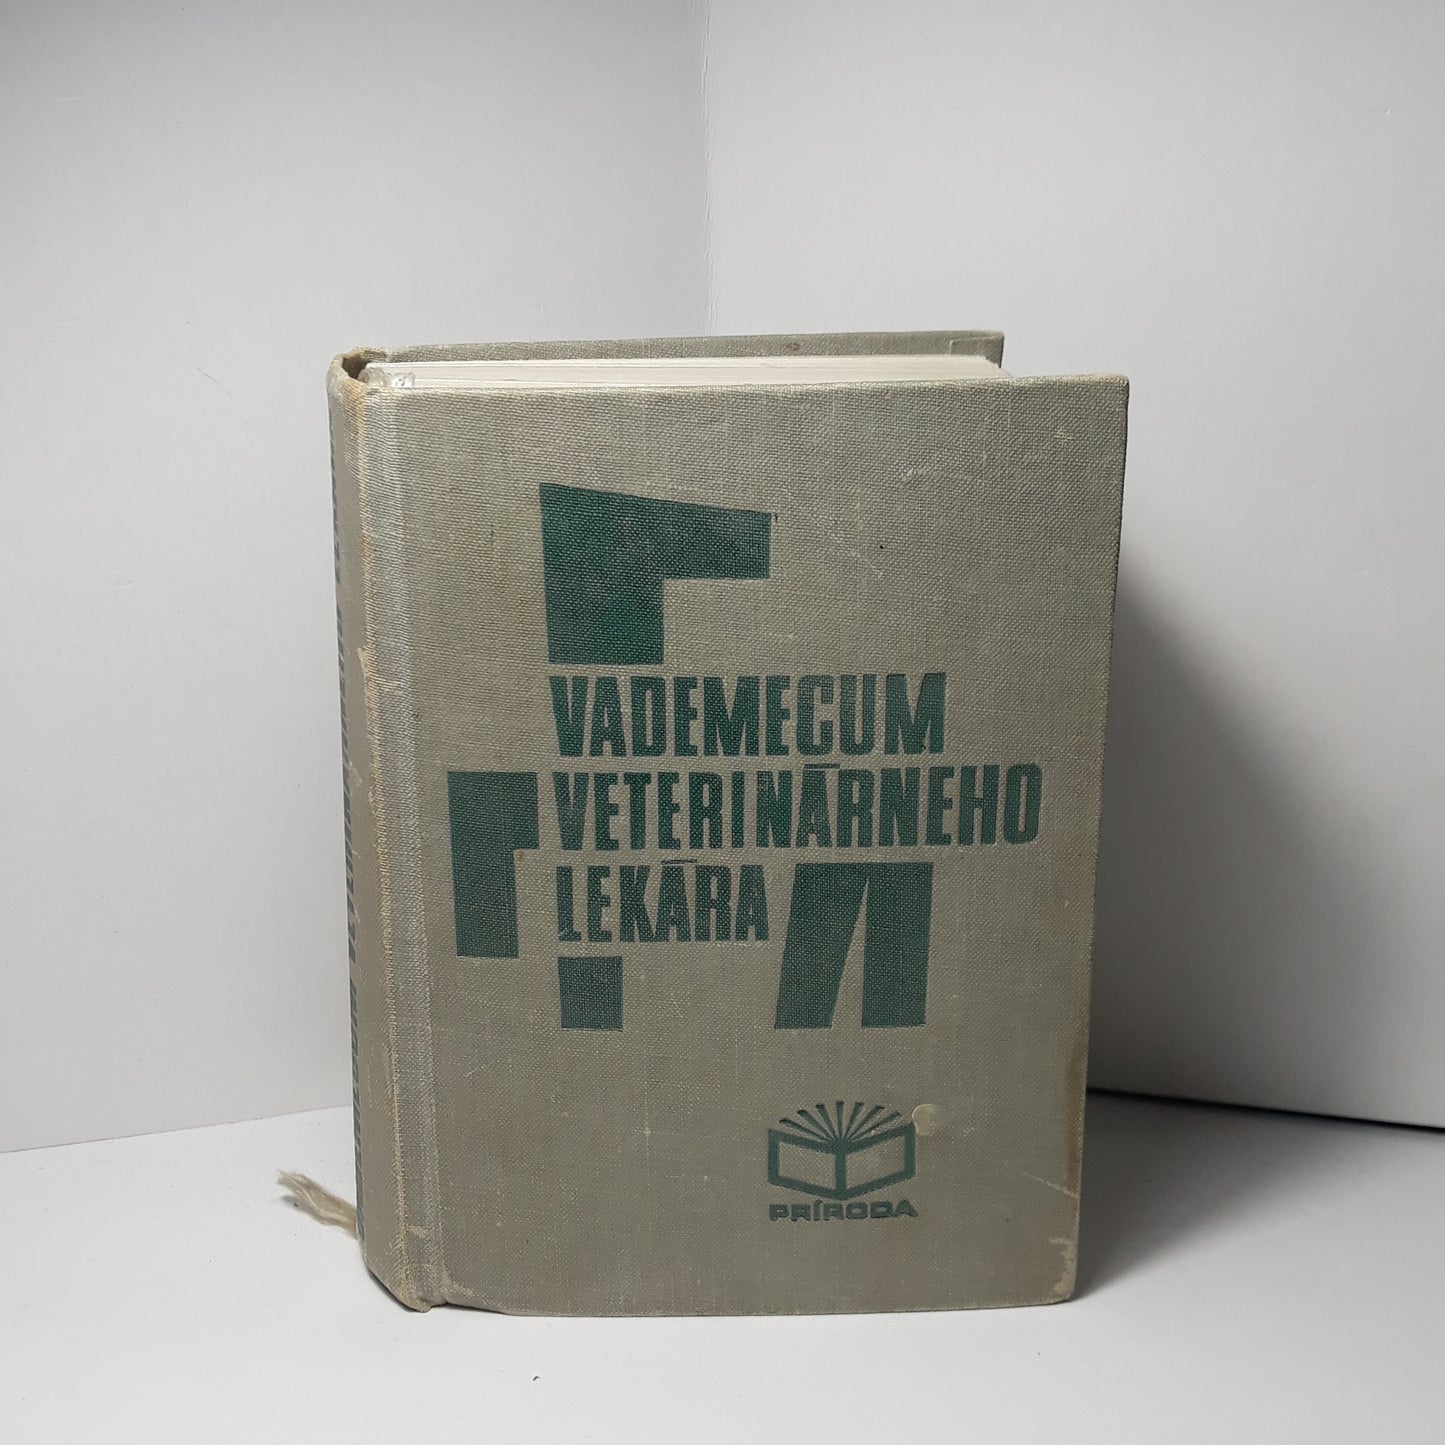 VADEMECUM
VETERINÁRNEHO
LEKÁRA
PRÍRODA